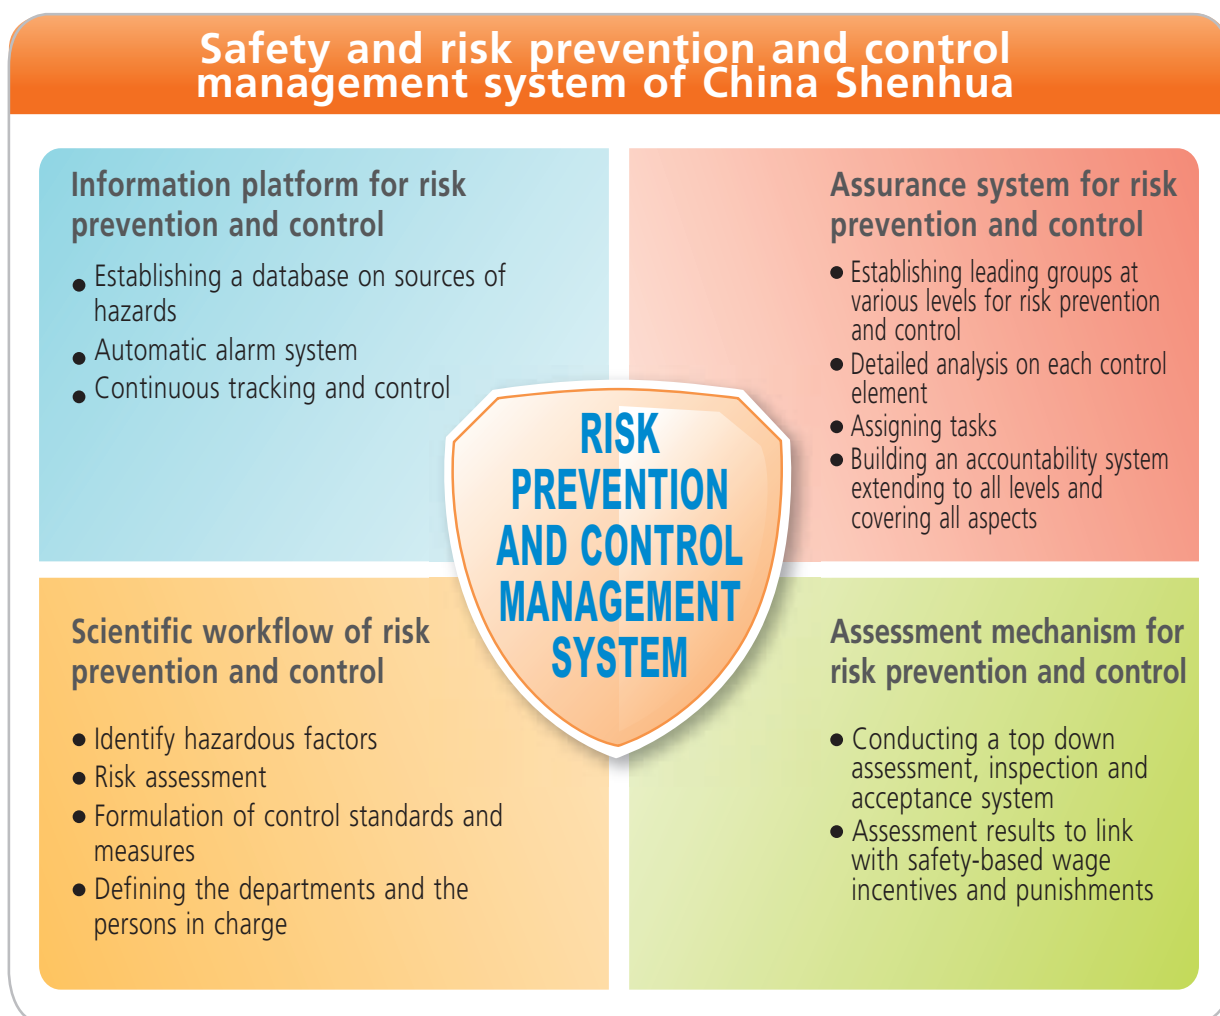 Safety and risk prevention and control
management system of China Shenhua
Information platform for risk
prevention and control
● Establishing a database on sources of
hazards
● Automatic alarm system
● Continuous tracking and control
Assurance system for risk
prevention and control
● Establishing leading groups at
various levels for risk prevention
and control
● Detailed analysis on each control
element
● Assigning tasks
● Building an accountability system
extending to all levels and
covering all aspects
RISK
PREVENTION
AND CONTROL
MANAGEMENT
SYSTEM
Scientific workflow of risk
prevention and control
● Identify hazardous factors
● Risk assessment
● Formulation of control standards and
measures
● Defining the departments and the
persons in charge
Assessment mechanism for
risk prevention and control
● Conducting a top down
assessment, inspection and
acceptance system
● Assessment results to link
with safety-based wage
incentives and punishments